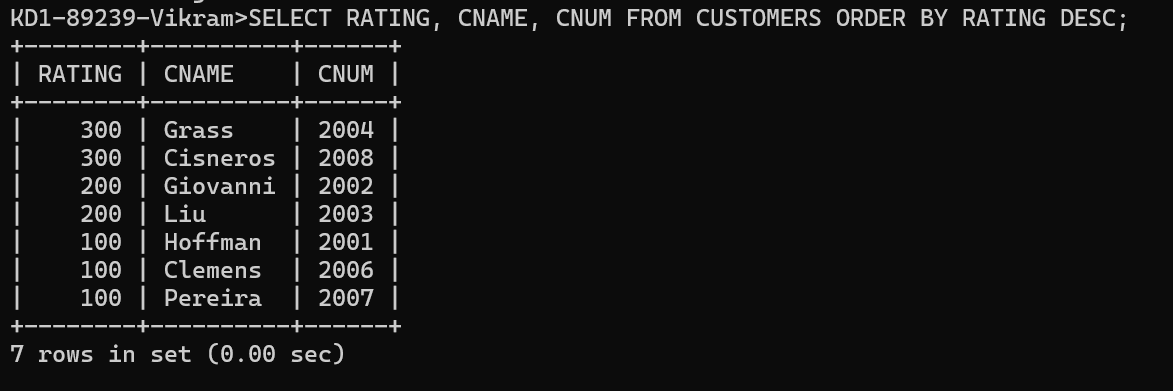 KD1-89239-Vikram>SELECT RATING, CNAME, CNUM FROM CUSTOMERS ORDER BY RATING DESC;
+--------+----------+------+
| RATING | CNAME    | CNUM |
+--------+----------+------+
|    300 | Grass    | 2004 |
|    300 | Cisneros | 2008 |
|    200 | Giovanni | 2002 |
|    200 | Liu      | 2003 |
|    100 | Hoffman  | 2001 |
|    100 | Clemens  | 2006 |
|    100 | Pereira  | 2007 |
+--------+----------+------+
7 rows in set (0.00 sec)